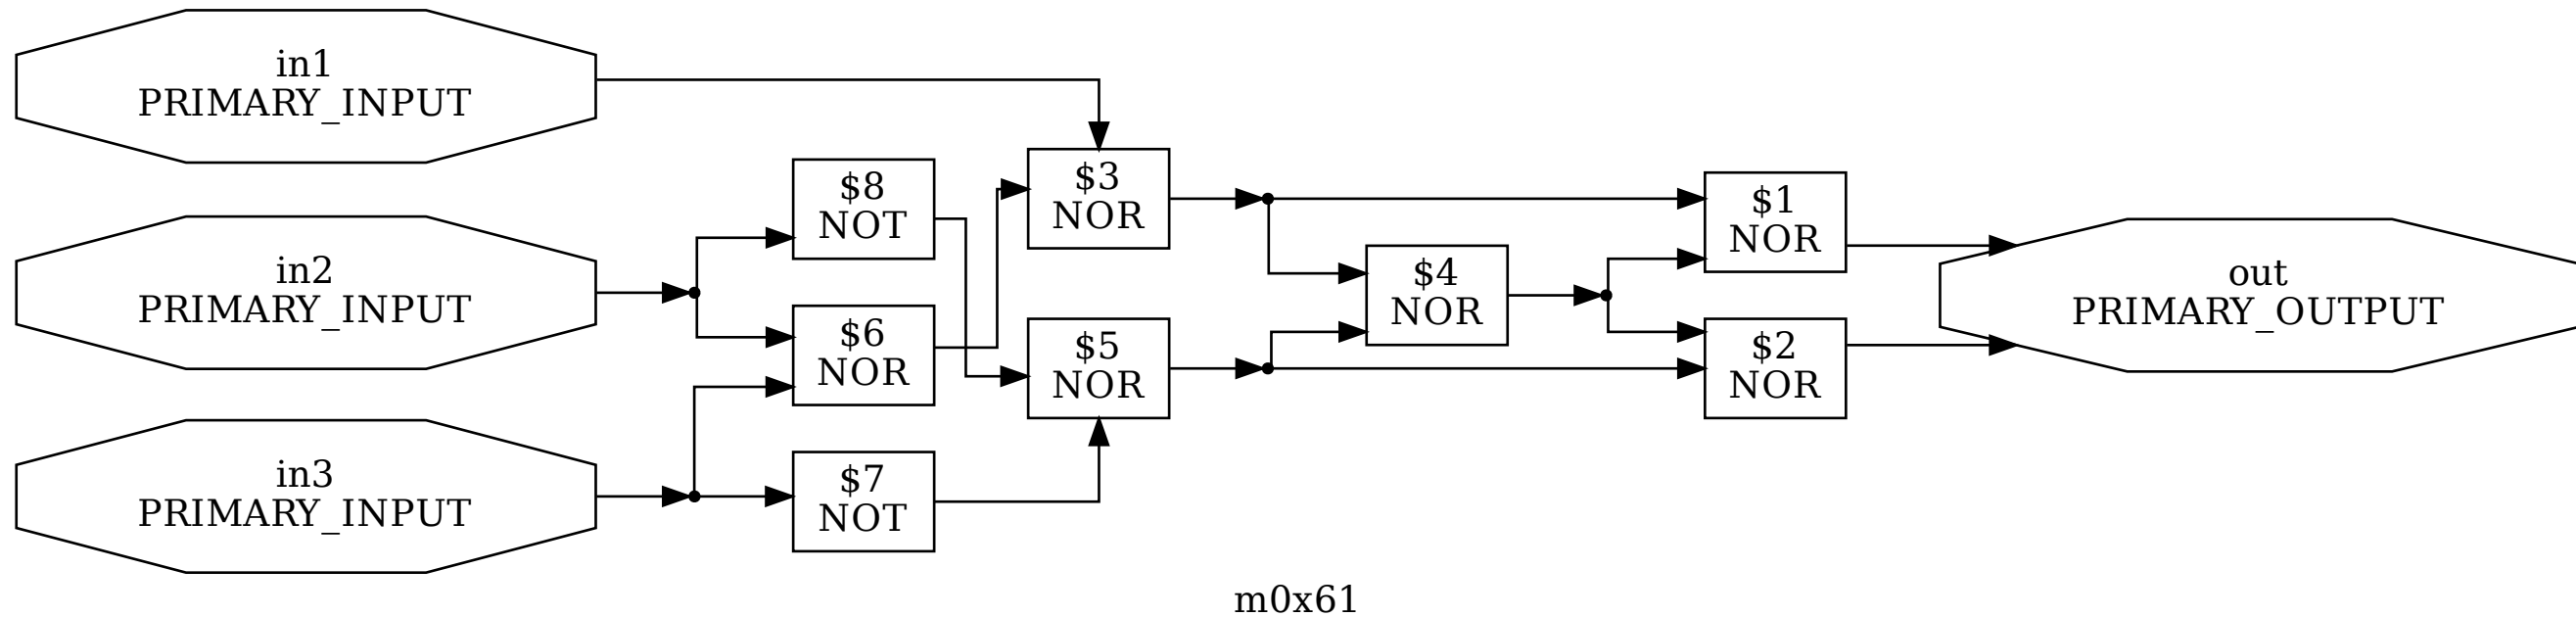 in1
PRIMARY_INPUT
in2
PRIMARY_INPUT
in3
PRIMARY_INPUT
$8
NOT
$6
NOR
$7
NOT
$3
NOR
$5
NOR
$4
NOR
$1
NOR
$2
NOR
out
PRIMARY_OUTPUT
m0x61